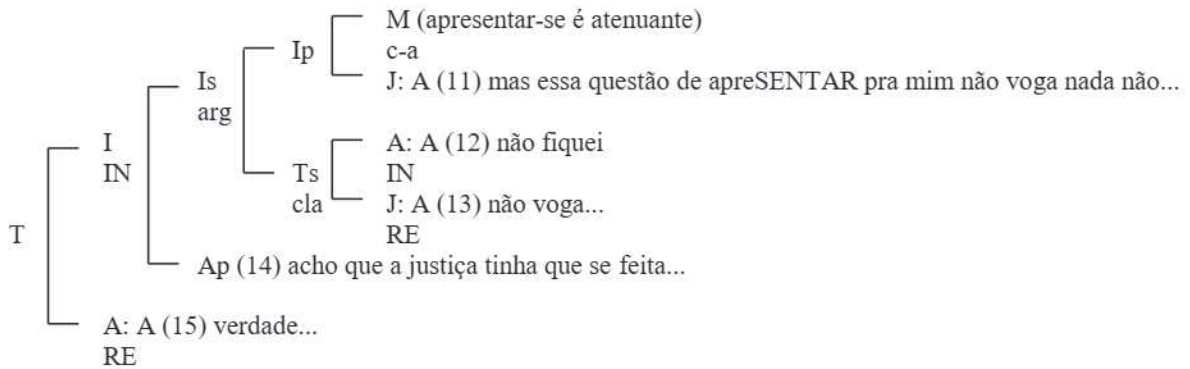 M (apresentar-se é atenuante)
Ip
c-a
Is
J: A (11) mas essa questão de apreSENTAR pra mim não voga nada não...
arg
I
A: A (12) não fiquei
IN
Ts
IN
cla
J: A (13) não voga...
T
RE
Ap (14) acho que a justiça tinha que se feita...
A: A (15) verdade...
RE